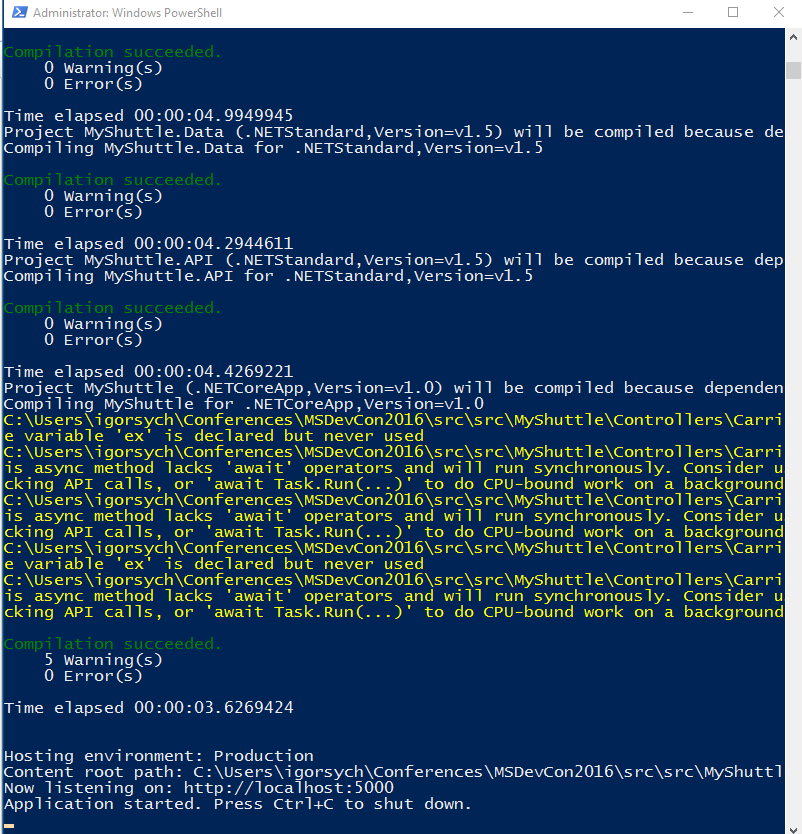 Administrator: Windows PowerShell
Compilation succeeded.
0 Warning(s)
0 Error(s)
Time elapsed 00:00:04.9949945
Project MyShuttle.Data (.NETStandard,Version=v1.5) will be compiled because de
Compiling MyShuttle.Data for .NETStandard,Version=v1.5
Compilation succeeded.
0 Warning(s)
0 Error(s)
Time elapsed 00:00:04.2944611
Project MyShuttle.API (.NETStandard,Version=v1.5) will be compiled because dep
Compiling MyShuttle.API for .NETStandard,Version=v1.5
Compilation succeeded.
0 Warning(s)
0 Error(s)
Time elapsed 00:00:04.4269221
Project MyShuttle (.NETCoreApp,Version=v1.0) will be compiled because dependen
Compiling MyShuttle for .NETCoreApp,Version=v1.0
C:\Users\igorsych\Conferences\MSDevCon2016\src\src\MyShuttle\Controllers\Carri
e variable 'ex' is declared but never used
C:\Users\igorsych\Conferences\MSDevCon2016\src\src\MyShuttle\Controllers\Carri
is async method lacks 'await' operators and will run synchronously. Consider u
cking API calls, or 'await Task.Run(...)' to do CPU-bound work on a background
C:\Users\igorsych\Conferences\MSDevCon2016\src\src\MyShuttle\Controllers\Carri
is async method lacks 'await' operators and will run synchronously. Consider u
cking API calls, or 'await Task.Run(...)' to do CPU-bound work on a background
C:\Users\igorsych\Conferences\MSDevCon2016\src\src\MyShuttle\Controllers\Carri
e variable 'ex' is declared but never used
C:\Users\igorsych\Conferences\MSDevCon2016\src\src\MyShuttle\Controllers\Carri
is async method lacks 'await' operators and will run synchronously. Consider u
cking API calls, or 'await Task.Run(...)' to do CPU-bound work on a background
Compilation succeeded.
5 Warning(s)
0 Error(s)
Time elapsed 00:00:03.6269424
Hosting environment: Production
Content root path: C:\Users\igorsych\Conferences\MSDevCon2016\src\src\MyShuttl
Now listening on: http://localhost:5000
Application started. Press Ctrl+C to shut down.